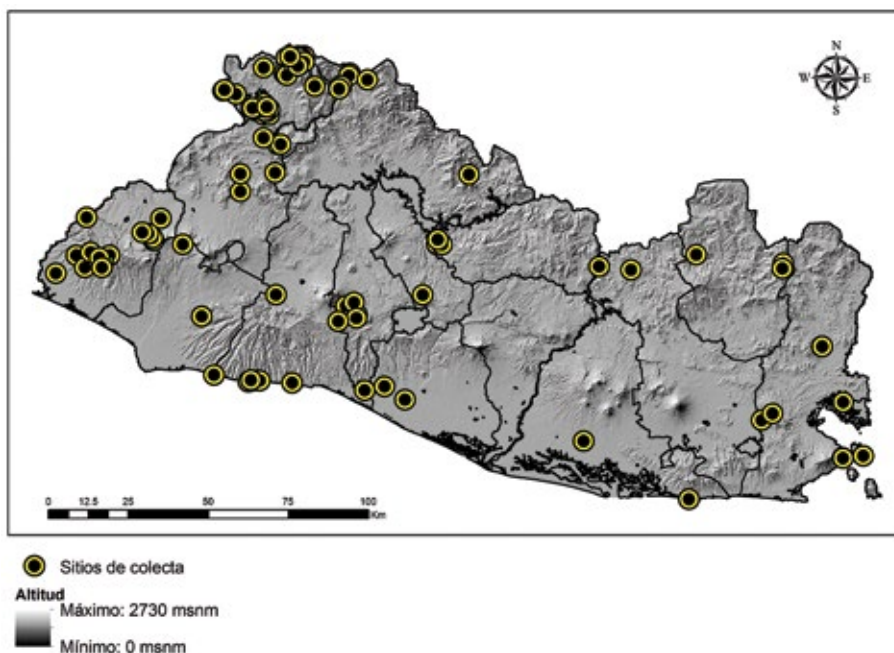 N
W E
S
0 12.5 25 50 75 100
Km
Sitios de colecta
Altitud
Máximo: 2730 msnm
Mínimo: 0 msnm